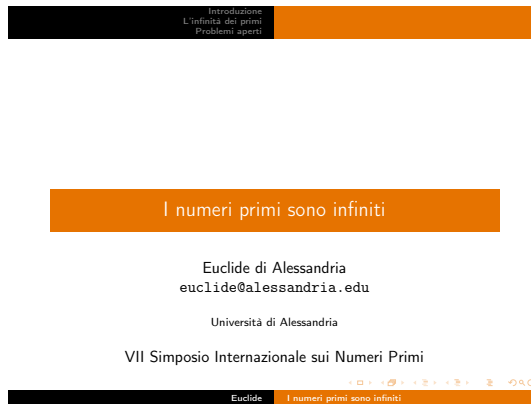 Introduzione
L'infinità dei primi
Problemi aperti
I numeri primi sono infiniti
Euclide di Alessandria
euclide@alessandria.edu
Università di Alessandria
VII Simposio Internazionale sui Numeri Primi
Euclide I numeri primi sono infiniti